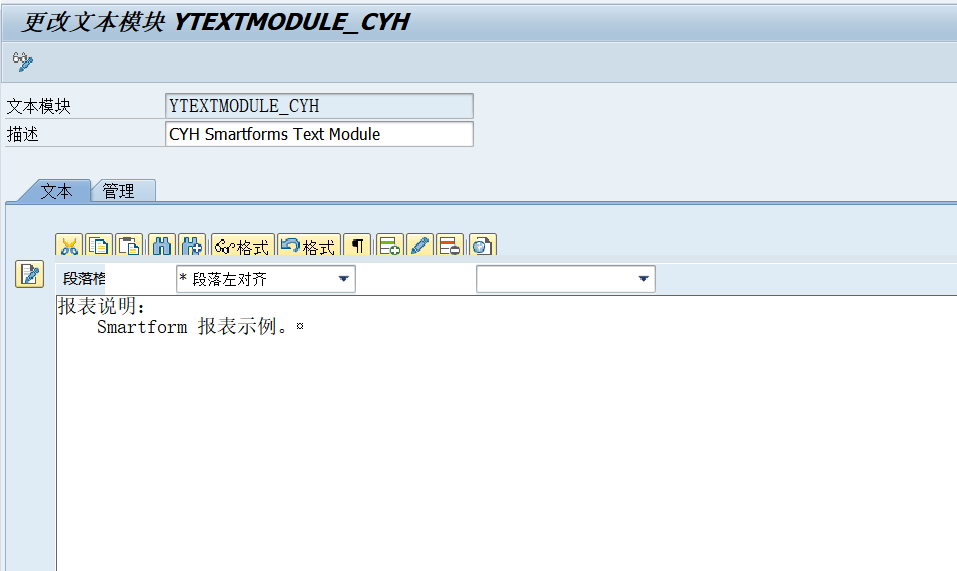 更改文本模块 YTEXTMODULE_CYH
文本模块 YTEXTMODULE_CYH
描述 CYH Smartforms Text Module
文本 管理
格式 格式
段落格 * 段落左对齐
报表说明:
Smartform 报表示例。¤